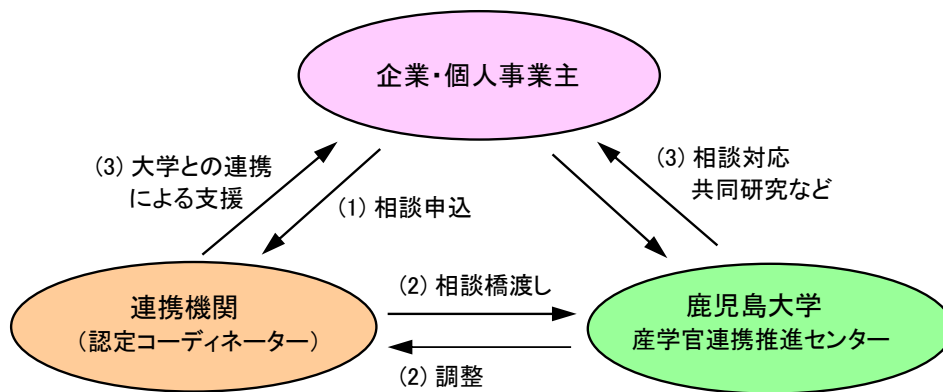 企業・個人事業主
(3) 大学との連携
による支援
(1) 相談申込
(3) 相談対応
共同研究など
連携機関
（認定コーディネーター）
(2) 相談橋渡し
(2) 調整
鹿児島大学
産学官連携推進センター